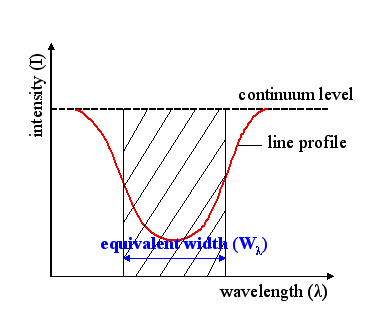 intensity (I)
continuum level
line profile
equivalent width (Wλ)
wavelength (λ)